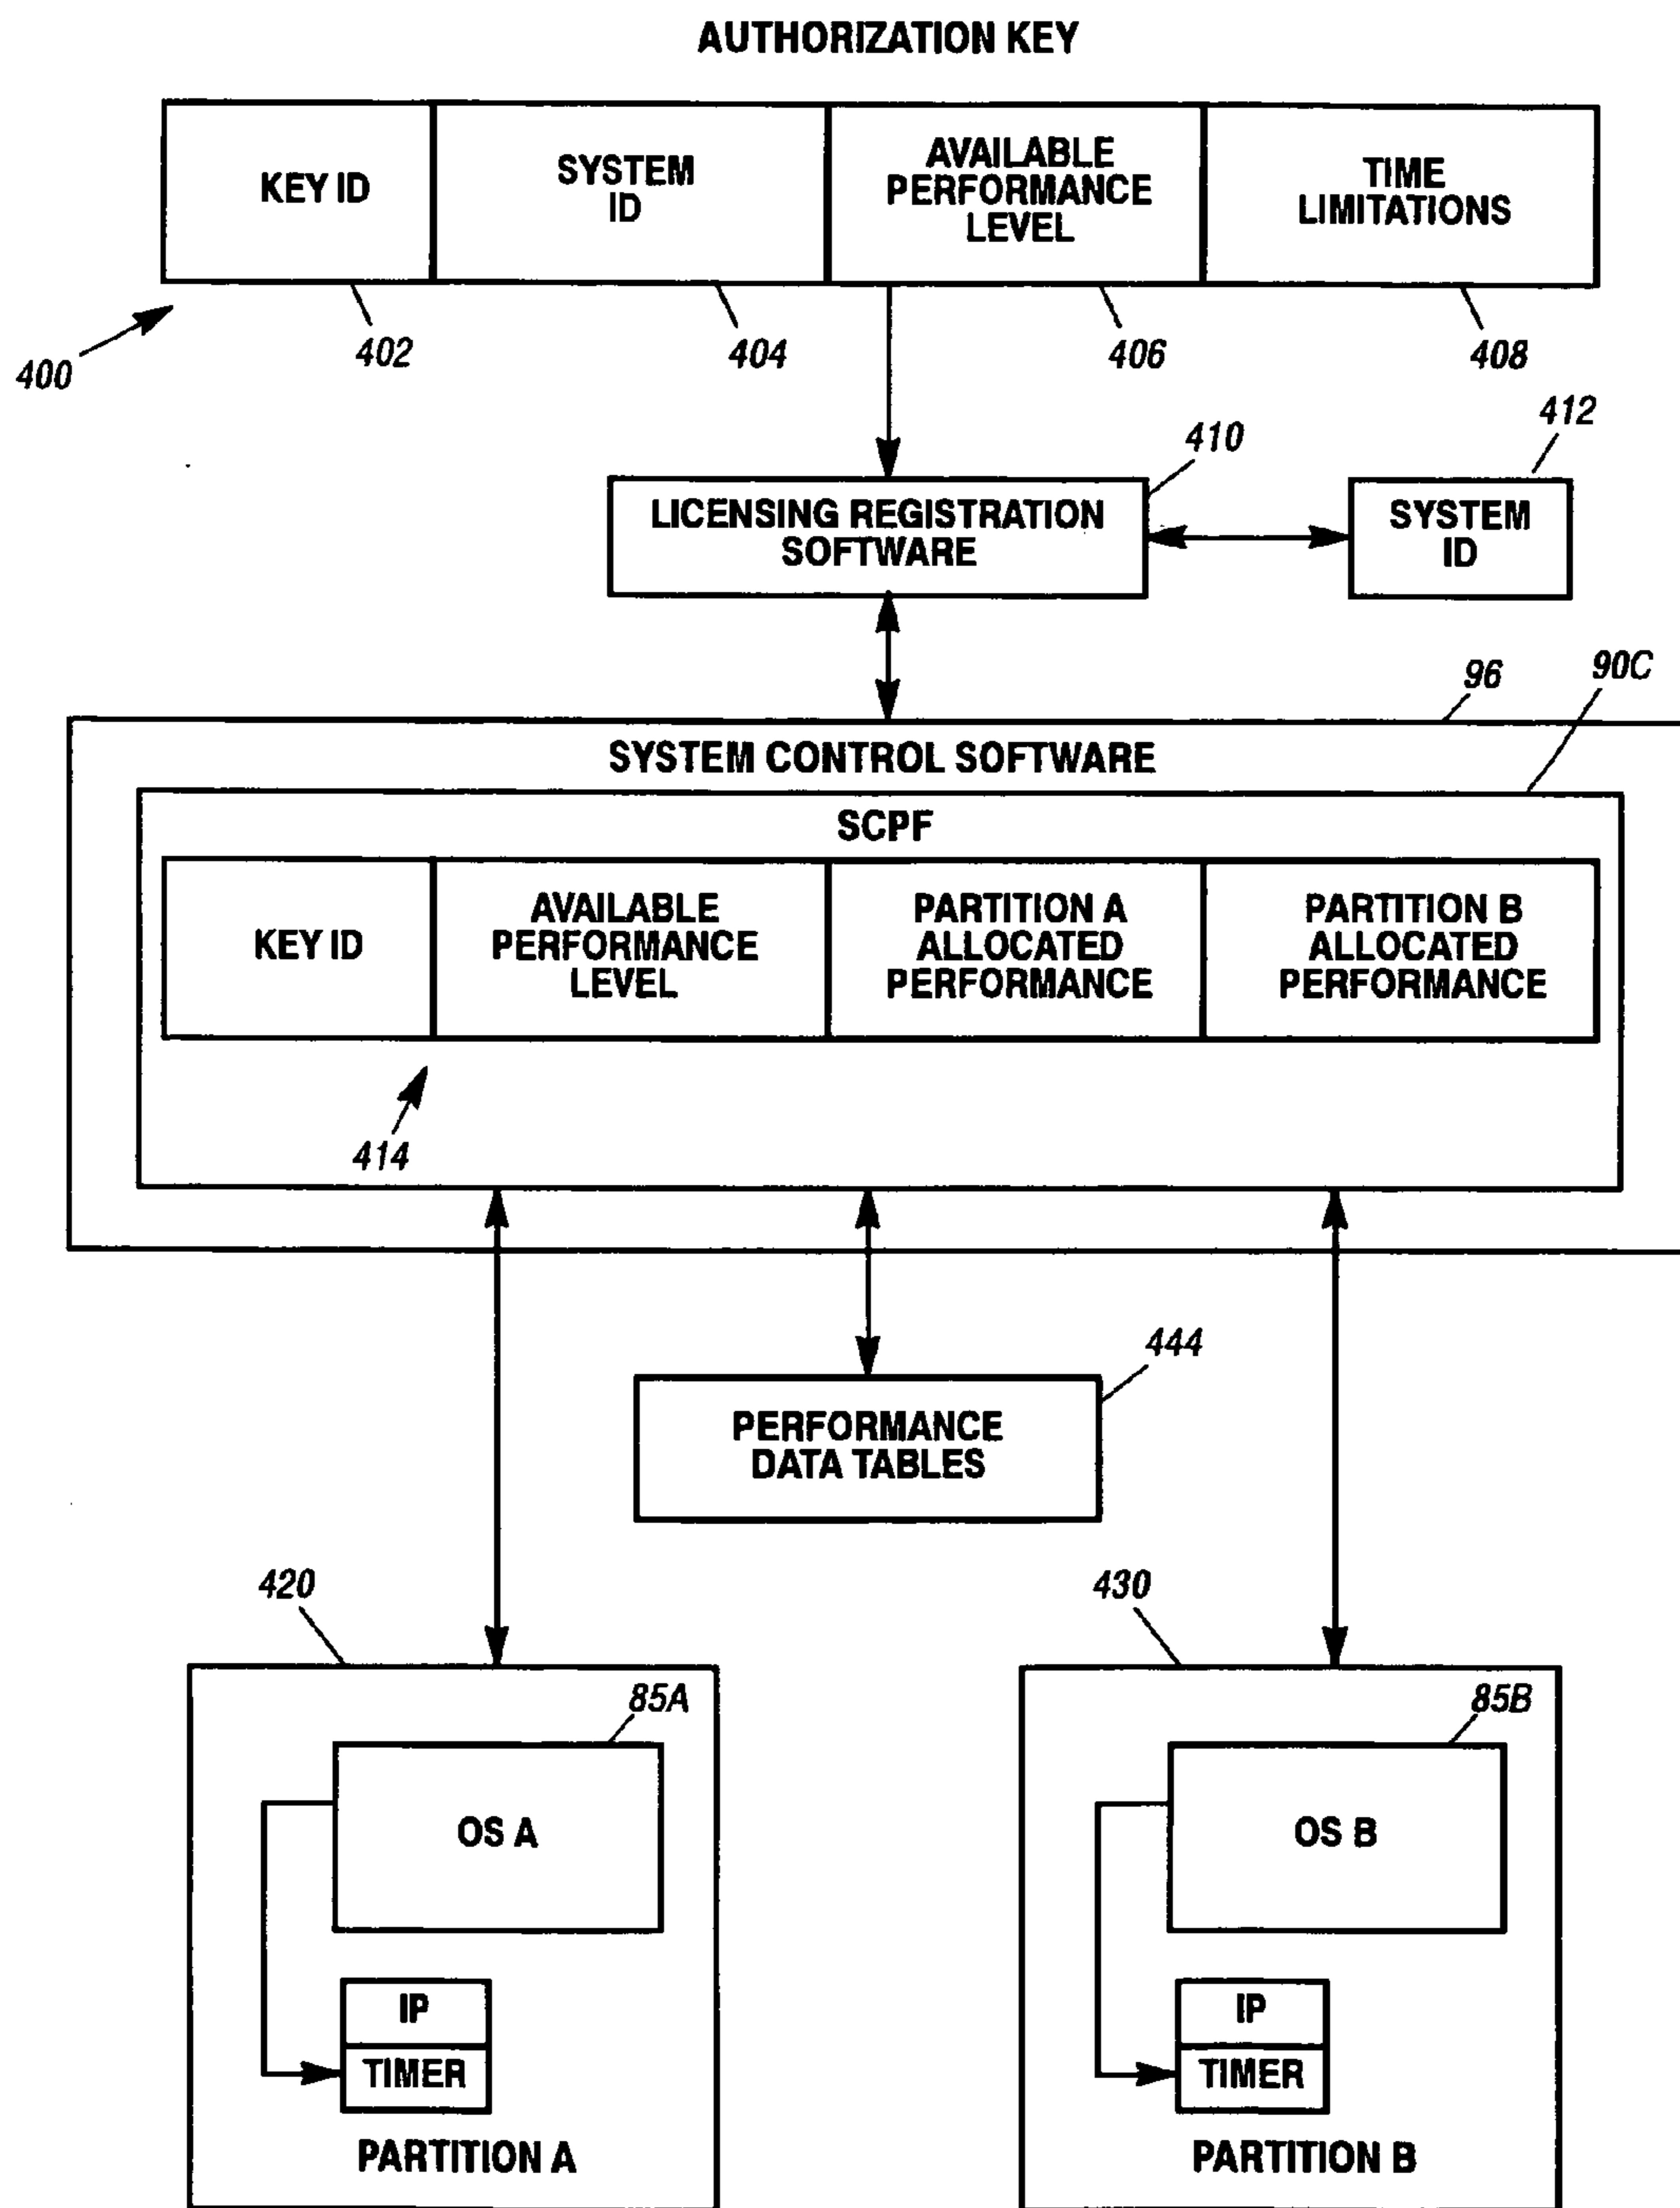 AUTHORIZATION KEY
KEY ID
SYSTEM
ID
AVAILABLE
PERFORMANCE
LEVEL
TIME
LIMITATIONS
400
402
404
406
408
410
412
LICENSING REGISTRATION
SOFTWARE
SYSTEM
ID
96
90C
SYSTEM CONTROL SOFTWARE
SCPF
KEY ID
AVAILABLE
PERFORMANCE
LEVEL
PARTITION A
ALLOCATED
PERFORMANCE
PARTITION B
ALLOCATED
PERFORMANCE
414
444
PERFORMANCE
DATA TABLES
420
430
85A
OS A
IP
TIMER
PARTITION A
85B
OS B
IP
TIMER
PARTITION B